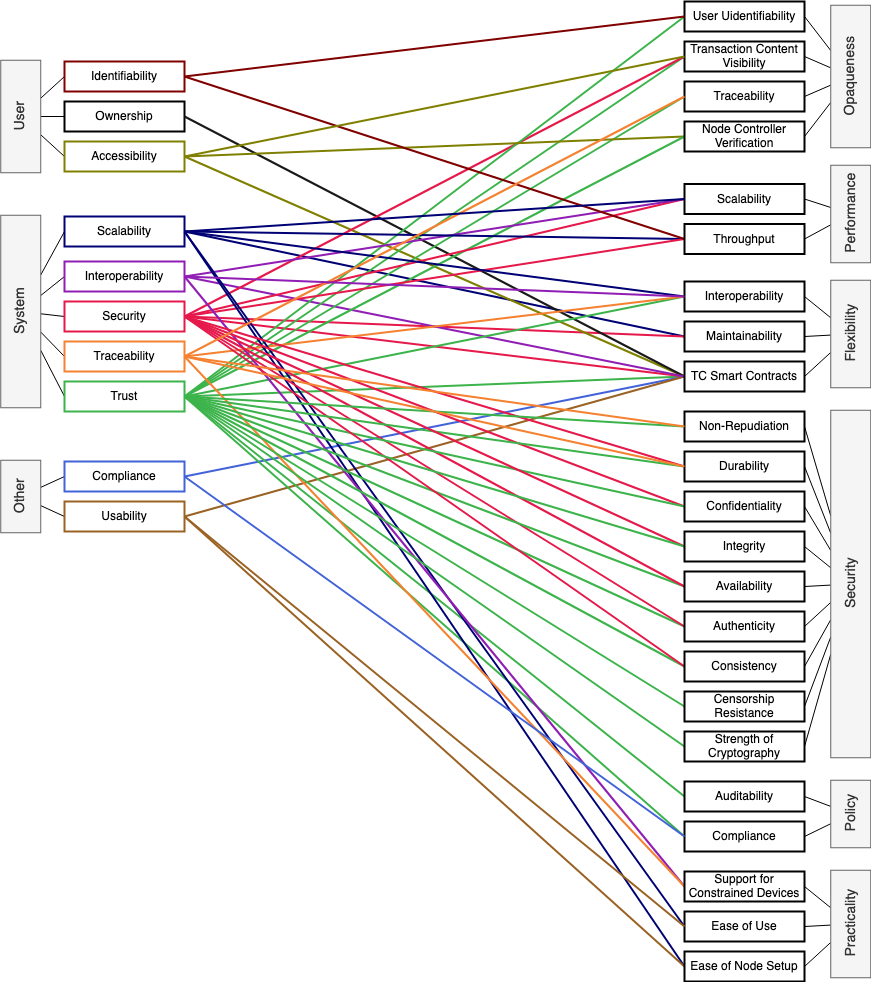 User
Identifiability
Ownership
Accessibility
System
Scalability
Interoperability
Security
Traceability
Trust
Other
Compliance
Usability
User Uidentifiability
Transaction Content
Visibility
Traceability
Node Controller
Verification
Opaqueness
Scalability
Throughput
Performance
Interoperability
Maintainability
TC Smart Contracts
Flexibility
Non-Repudiation
Durability
Confidentiality
Integrity
Availability
Authenticity
Consistency
Censorship
Resistance
Strength of
Cryptography
Security
Auditability
Compliance
Policy
Support for
Constrained Devices
Ease of Use
Ease of Node Setup
Practicality